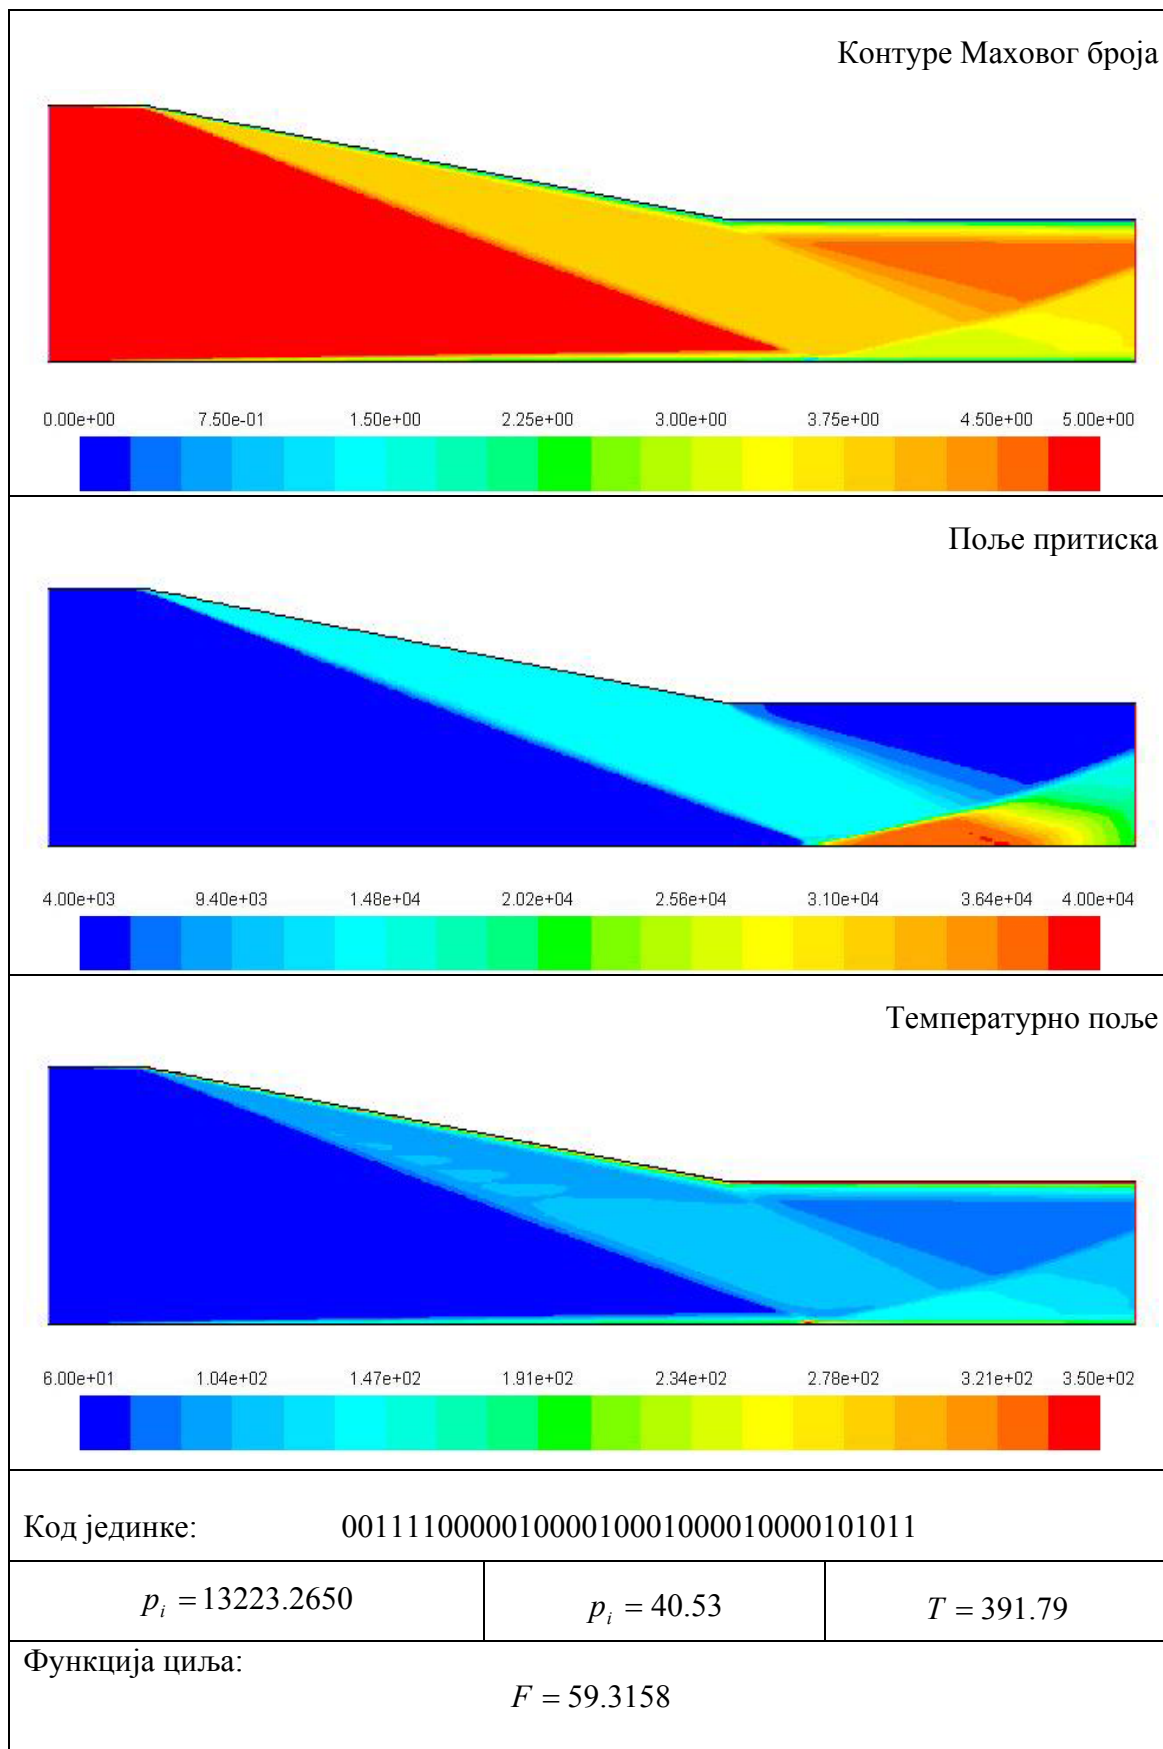 Контуре Маховог броја
0.00e+00 7.50e-01 1.50e+00 2.25e+00 3.00e+00 3.75e+00 4.50e+00 5.00e+00
Поље притиска
4.00e+03 9.40e+03 1.48e+04 2.02e+04 2.56e+04 3.10e+04 3.64e+04 4.00e+04
Температурно поље
6.00e+01 1.04e+02 1.47e+02 1.91e+02 2.34e+02 2.78e+02 3.21e+02 3.50e+02
Код јединке: 00111100000100001000100001000010101​1
p_i = 13223.2650 p_i = 40.53 T = 391.79
Функција циља:
F = 59.3158